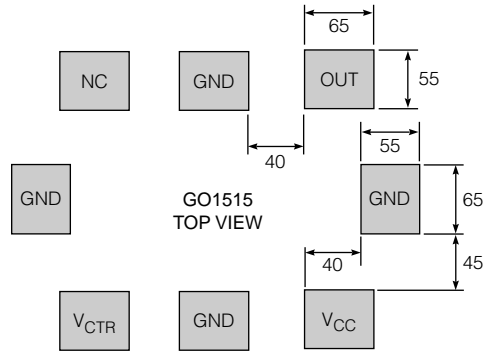 65
NC GND OUT 55
40 55
GND GO1515 GND 65
TOP VIEW
40 45
VCTR GND VCC